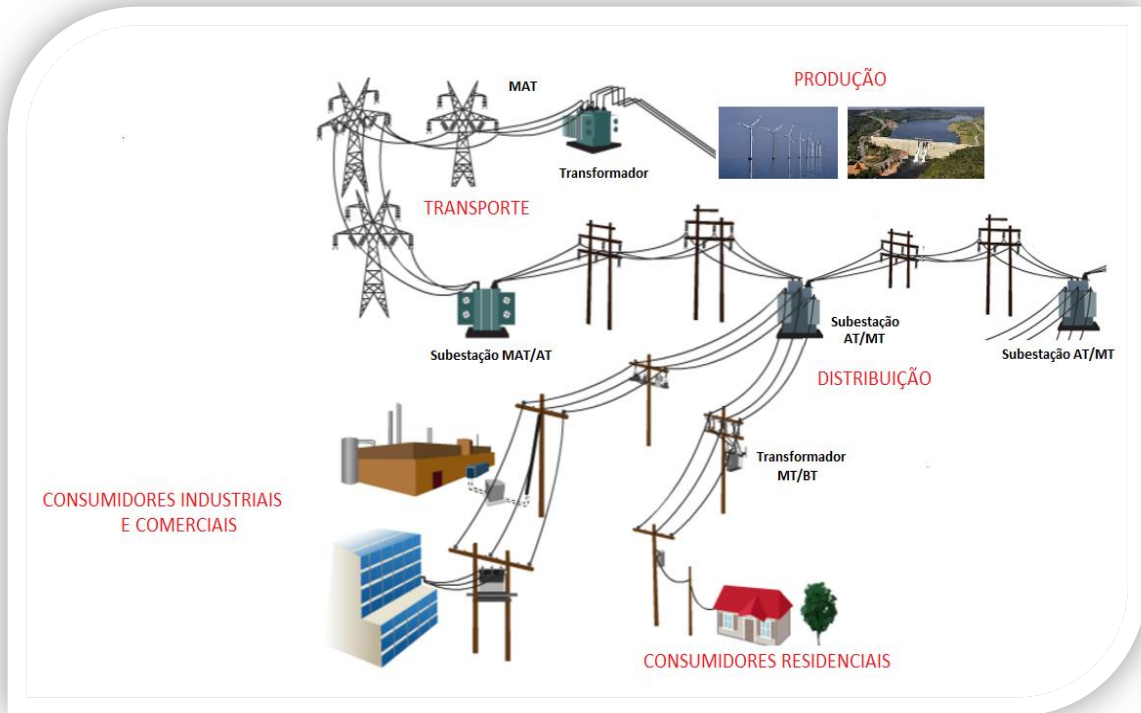 PRODUÇÃO
MAT
Transformador
TRANSPORTE
Subestação
AT/MT
Subestação MAT/AT
Subestação AT/MT
DISTRIBUIÇÃO
Transformador
MT/BT
CONSUMIDORES INDUSTRIAIS
E COMERCIAIS
CONSUMIDORES RESIDENCIAIS